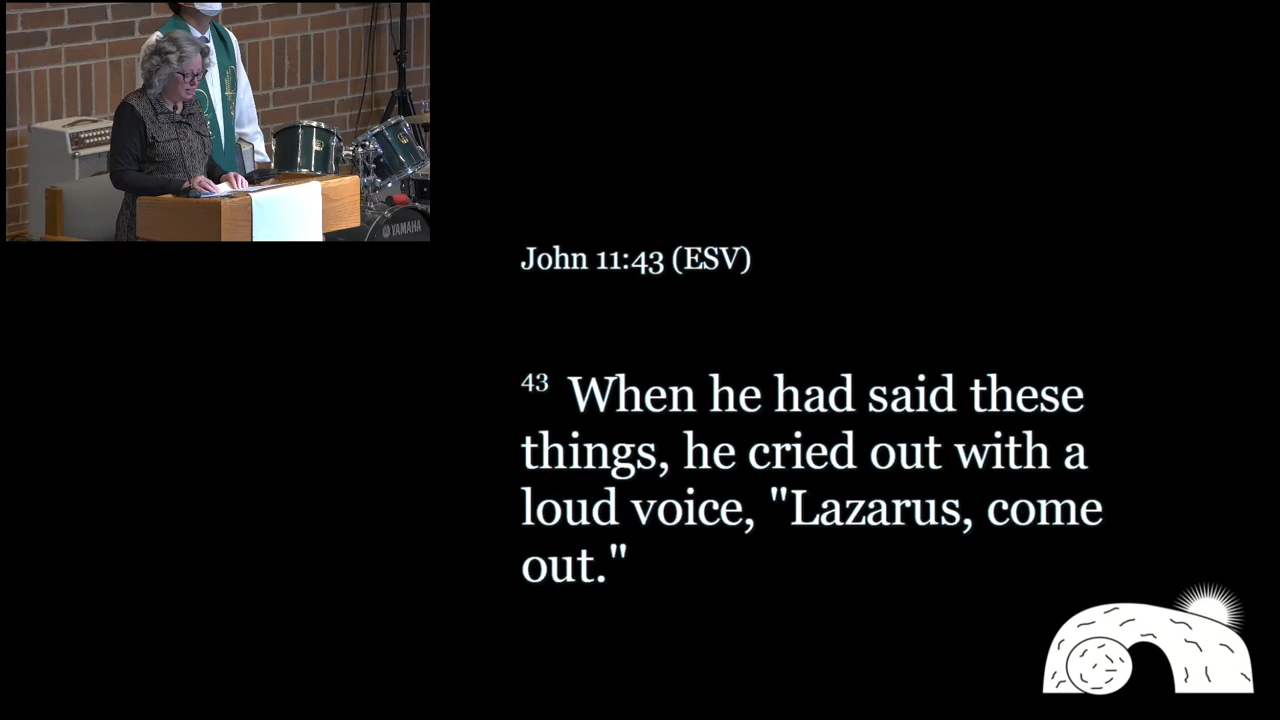 YAMAHA
John 11:43 (ESV)
43 When he had said these
things, he cried out with a
loud voice, "Lazarus, come
out."